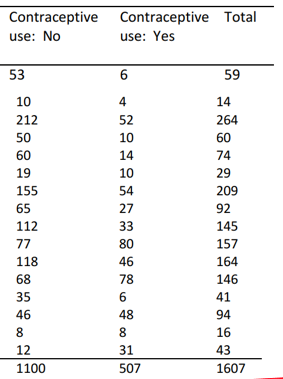 Contraceptive Contraceptive Total
use: No use: Yes
53 6 59
10 4 14
212 52 264
50 10 60
60 14 74
19 10 29
155 54 209
65 27 92
112 33 145
77 80 157
118 46 164
68 78 146
35 6 41
46 48 94
8 8 16
12 31 43
1100 507 1607